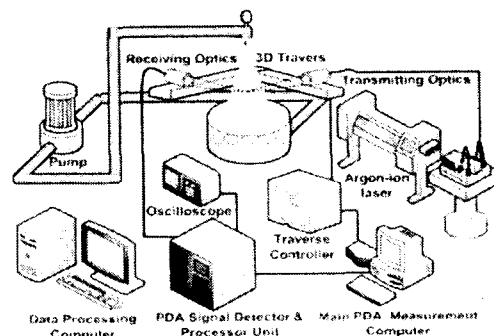 Receiving Optics
3D Travers
Transmitting Optics
Pump
Argon-ion
laser
Oscilloscope
Traverse
Controller
Data Processing
Computer
PDA Signal Detector &
Processor Unit
Main PDA Measurement
Computer